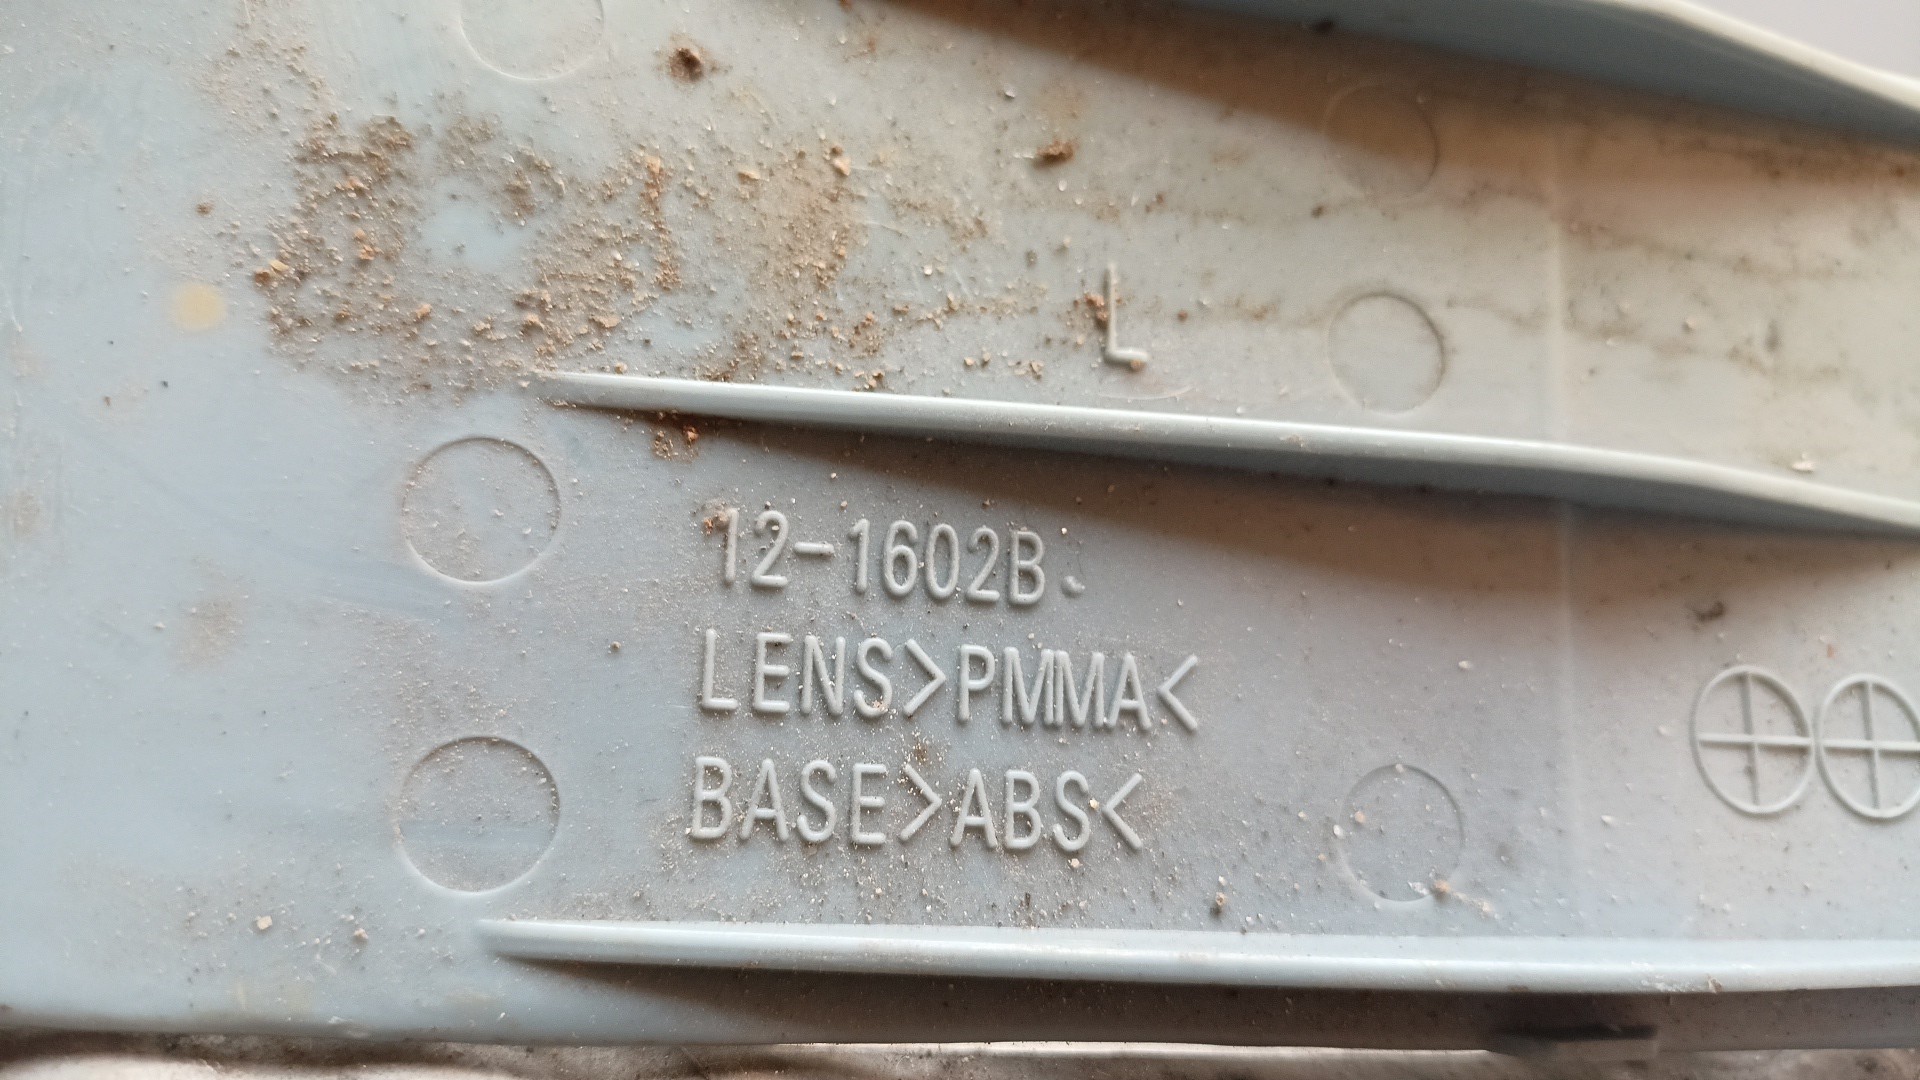 L
12-1602B
LENS>PMMA<
BASE>ABS<